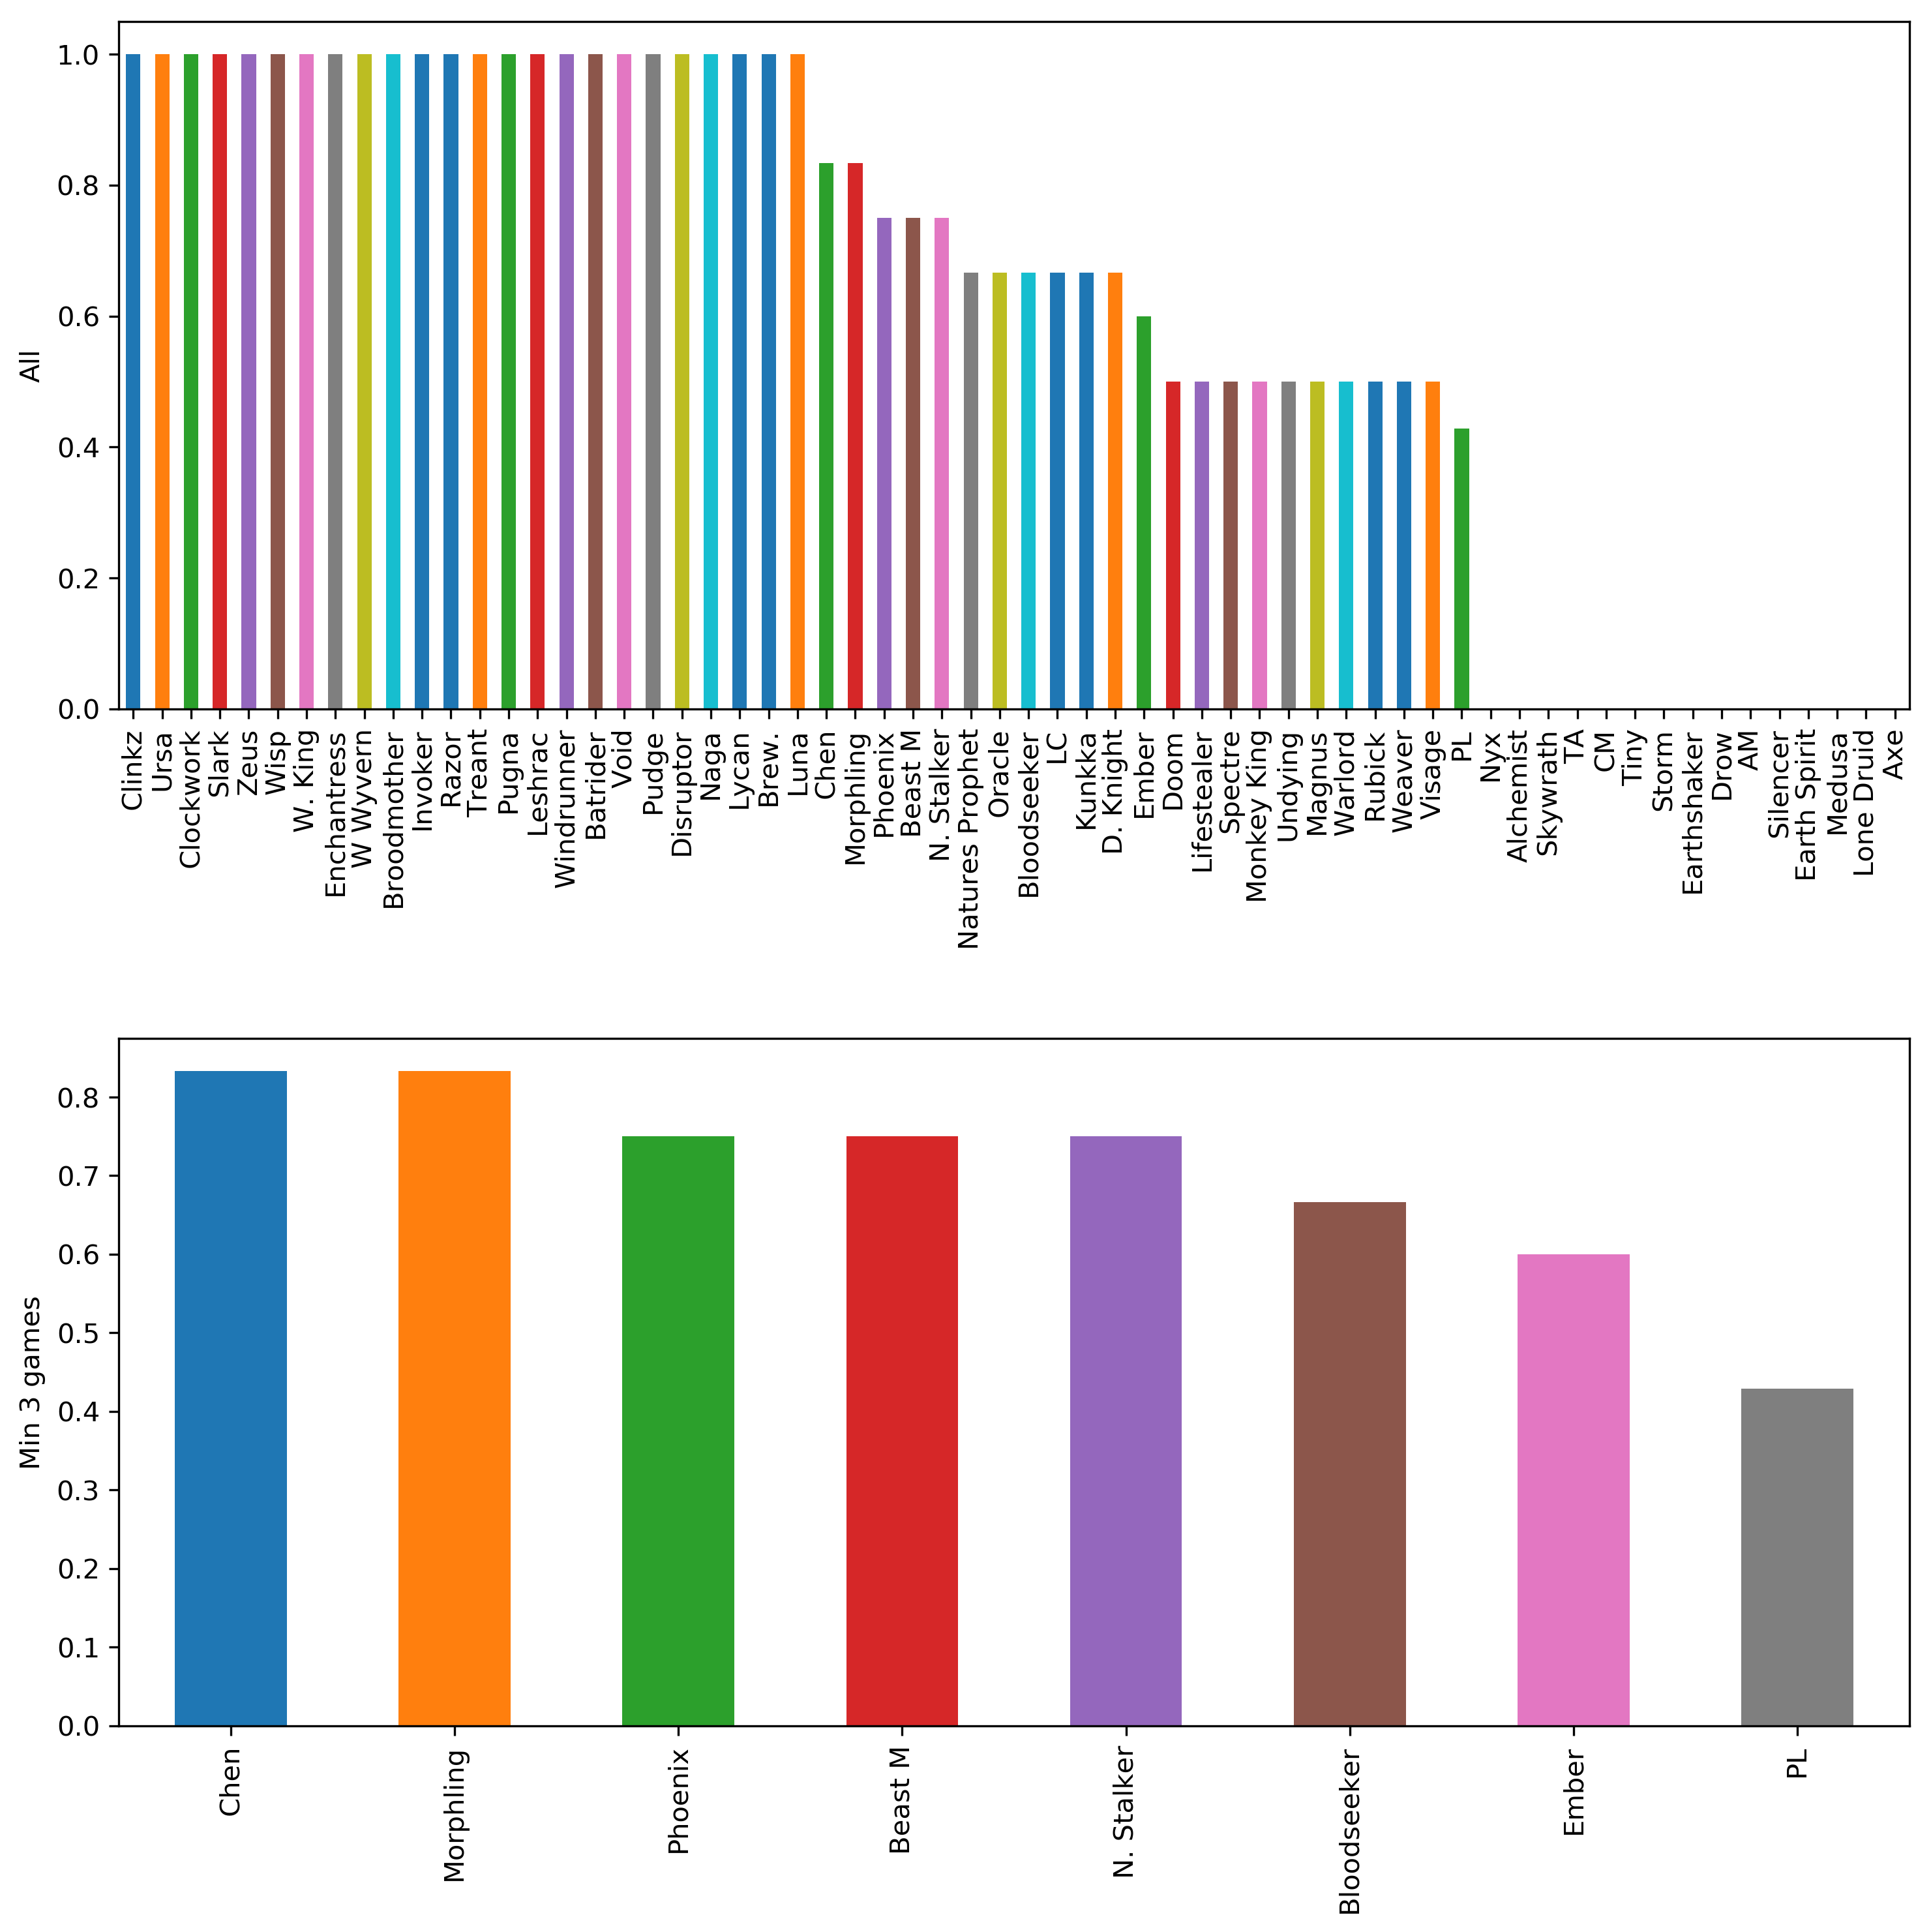 All
1.0
0.8
0.6
0.4
0.2
0.0
Clinkz
Ursa
Clockwork
Slark
Zeus
Wisp
W. King
Enchantress
W Wyvern
Broodmother
Invoker
Razor
Treant
Pugna
Leshrac
Windrunner
Batrider
Void
Pudge
Disruptor
Naga
Lycan
Brew.
Luna
Chen
Morphling
Phoenix
Beast M
N. Stalker
Natures Prophet
Oracle
Bloodseeker
LC
Kunkka
D. Knight
Ember
Doom
Lifestealer
Spectre
Monkey King
Undying
Magnus
Warlord
Rubick
Weaver
Visage
PL
Nyx
Alchemist
Skywrath
TA
CM
Tiny
Storm
Earthshaker
Drow
AM
Silencer
Earth Spirit
Medusa
Lone Druid
Axe
Min 3 games
0.8
0.7
0.6
0.5
0.4
0.3
0.2
0.1
0.0
Chen
Morphling
Phoenix
Beast M
N. Stalker
Bloodseeker
Ember
PL